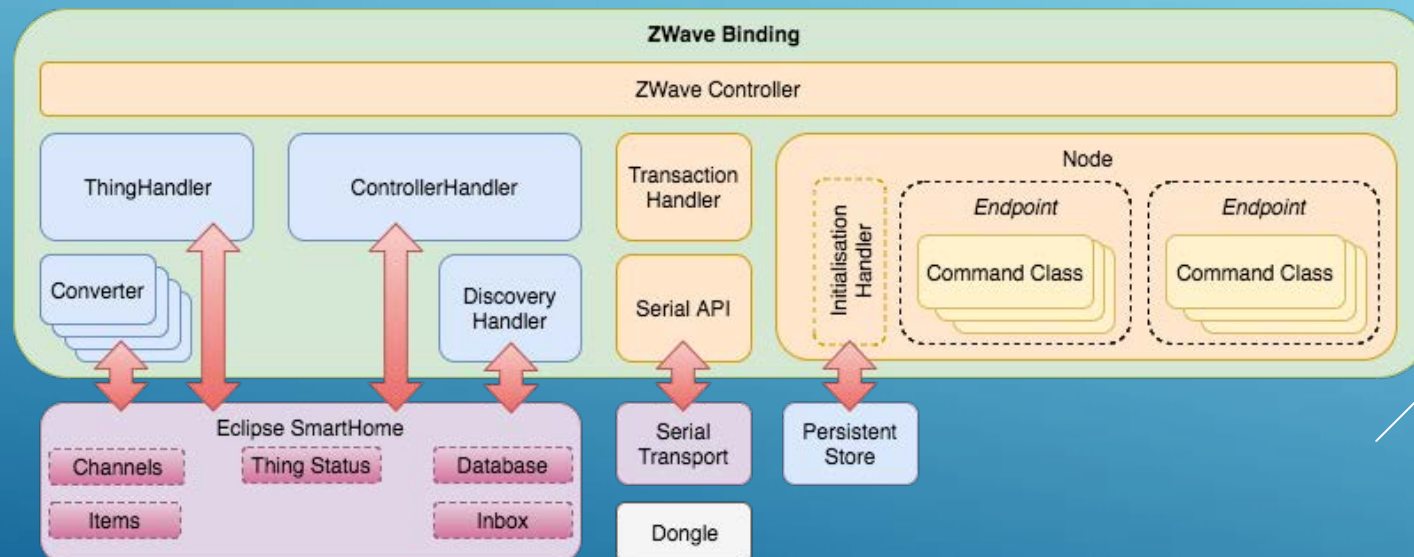 ZWave Binding
ZWave Controller
ThingHandler
ControllerHandler
Transaction
Handler
Node
Initialisation
Handler
Endpoint
Command Class
Endpoint
Command Class
Converter
Discovery
Handler
Serial API
Eclipse SmartHome
Channels
Thing Status
Database
Items
Inbox
Serial
Transport
Persistent
Store
Dongle